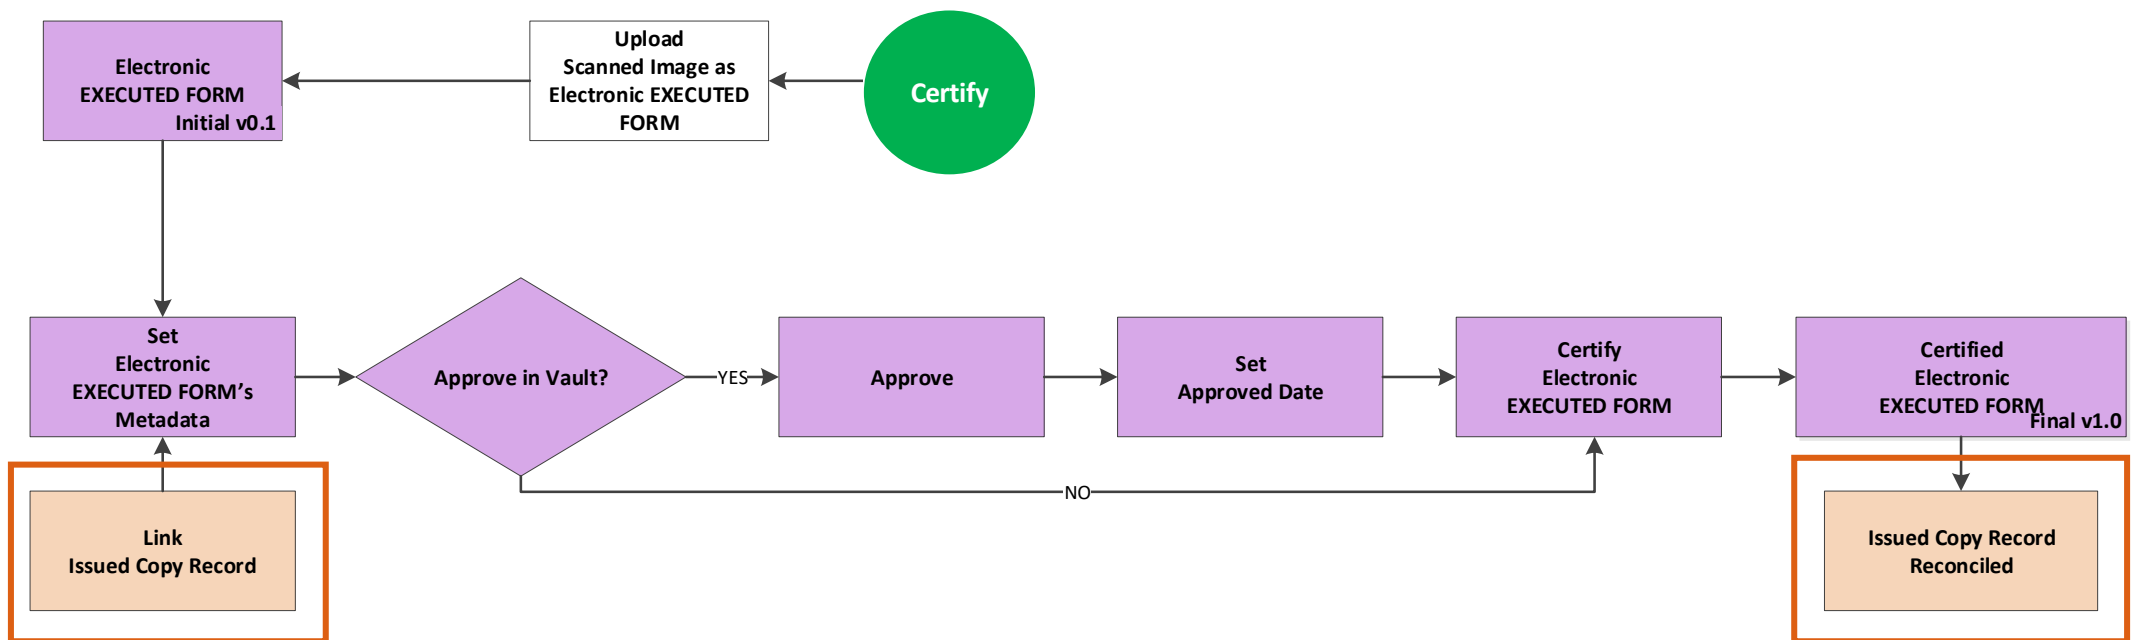 Electronic
EXECUTED FORM
Initial v0.1
Upload
Scanned Image as
Electronic EXECUTED
FORM
Certify
Set
Electronic
EXECUTED FORM’s
Metadata
Approve in Vault?
YES
Approve
Set
Approved Date
Certify
Electronic
EXECUTED FORM
Certified
Electronic
EXECUTED FORM
Final v1.0
NO
Link
Issued Copy Record
Issued Copy Record
Reconciled